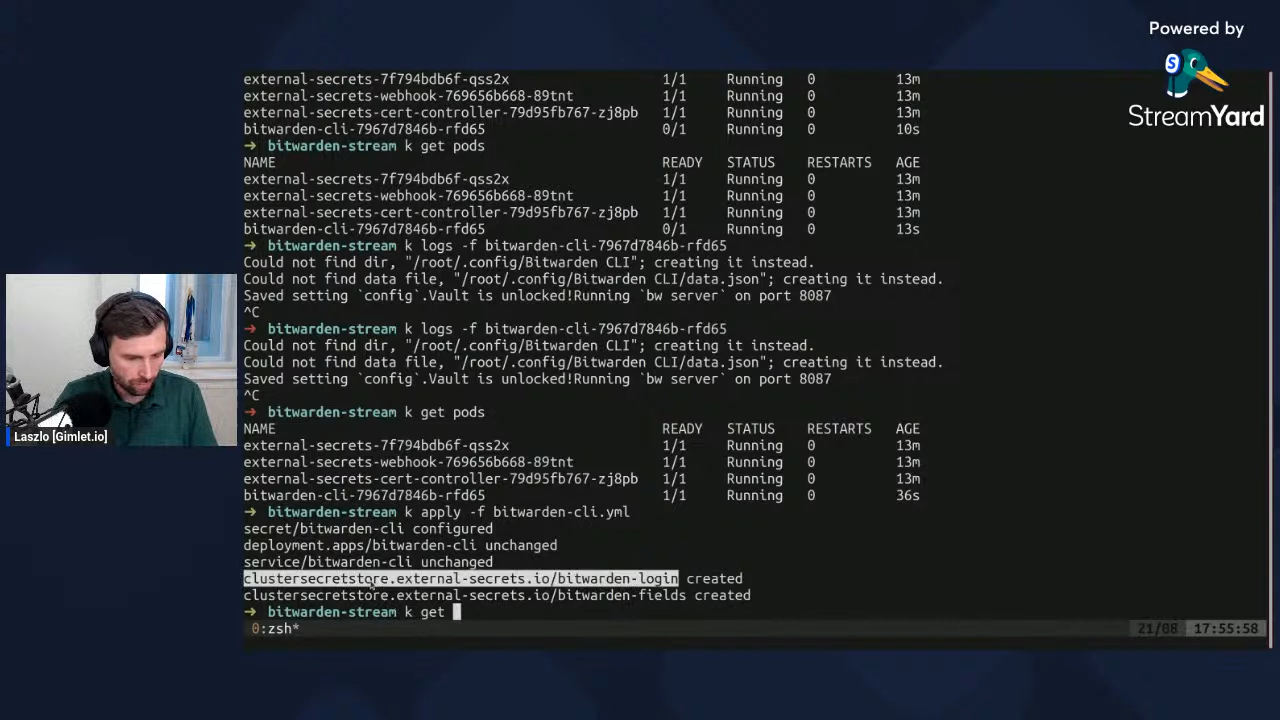 Powered by
S
StreamYard
external-secrets-7f794bdb6f-qss2x 1/1 Running 0 13m
external-secrets-webhook-769656b668-89tnt 1/1 Running 0 13m
external-secrets-cert-controller-79d95fb767-zj8pb 1/1 Running 0 13m
bitwarden-cli-7967d7846b-rfd65 0/1 Running 0 10s
→ bitwarden-stream k get pods
NAME READY STATUS RESTARTS AGE
external-secrets-7f794bdb6f-qss2x 1/1 Running 0 13m
external-secrets-webhook-769656b668-89tnt 1/1 Running 0 13m
external-secrets-cert-controller-79d95fb767-zj8pb 1/1 Running 0 13m
bitwarden-cli-7967d7846b-rfd65 0/1 Running 0 13s
→ bitwarden-stream k logs -f bitwarden-cli-7967d7846b-rfd65
Could not find dir, "/root/.config/Bitwarden CLI"; creating it instead.
Could not find data file, "/root/.config/Bitwarden CLI/data.json"; creating it instead.
Saved setting `config`.Vault is unlocked!Running `bw server` on port 8087
^C
→ bitwarden-stream k logs -f bitwarden-cli-7967d7846b-rfd65
Could not find dir, "/root/.config/Bitwarden CLI"; creating it instead.
Could not find data file, "/root/.config/Bitwarden CLI/data.json"; creating it instead.
Saved setting `config`.Vault is unlocked!Running `bw server` on port 8087
^C
→ bitwarden-stream k get pods
NAME READY STATUS RESTARTS AGE
external-secrets-7f794bdb6f-qss2x 1/1 Running 0 13m
external-secrets-webhook-769656b668-89tnt 1/1 Running 0 13m
external-secrets-cert-controller-79d95fb767-zj8pb 1/1 Running 0 13m
bitwarden-cli-7967d7846b-rfd65 1/1 Running 0 36s
→ bitwarden-stream k apply -f bitwarden-cli.yml
secret/bitwarden-cli configured
deployment.apps/bitwarden-cli unchanged
service/bitwarden-cli unchanged
clustersecretstore.external-secrets.io/bitwarden-login created
clustersecretstore.external-secrets.io/bitwarden-fields created
→ bitwarden-stream k get
0:zsh* 21/08 17:55:58
Laszlo [Gimlet.io]